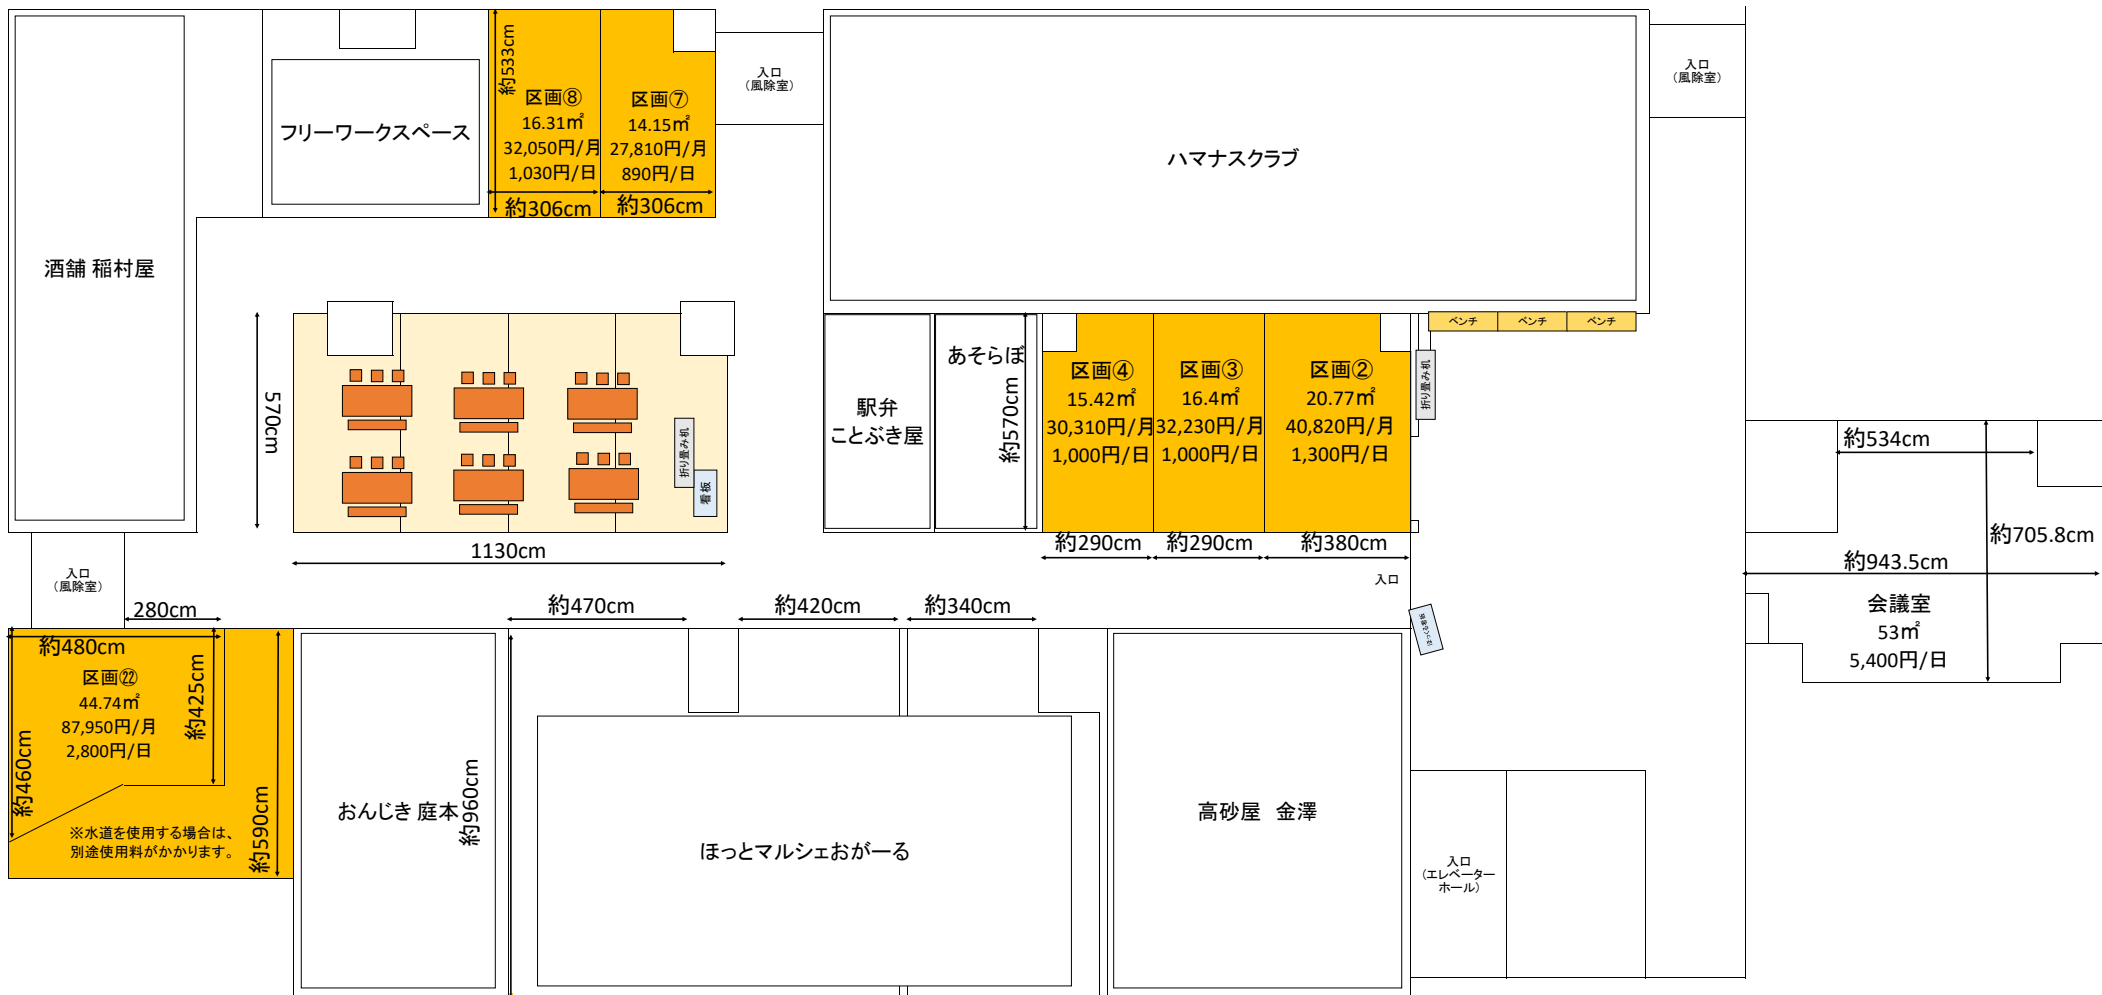 約533cm
区画⑧
16.31㎡
32,050円/月
1,030円/日
約306cm
区画⑦
14.15㎡
27,810円/月
890円/日
約306cm
入口
（風除室）
ハマナスクラブ
入口
（風除室）
フリーワークスペース
酒舗 稲村屋
570cm
折り畳み机
看板
1130cm
駅弁
ことぶき屋
あそらぼ
約570cm
区画④
15.42㎡
30,310円/月
1,000円/日
約290cm
区画③
16.4㎡
32,230円/月
1,000円/日
約290cm
区画②
20.77㎡
40,820円/月
1,300円/日
約380cm
ベンチ
ベンチ
ベンチ
折り畳み机
入口
約534cm
約705.8cm
約943.5cm
会議室
53㎡
5,400円/日
入口
（風除室）
280cm
約480cm
区画㉒
44.74㎡
87,950円/月
2,800円/日
約425cm
約460cm
約590cm
※水道を使用する場合は、
別途使用料がかかります。
おんじき 庭本
約960cm
約470cm
約420cm
約340cm
ほっとマルシェおがーる
高砂屋　金澤
入口
（エレベーター
ホール）